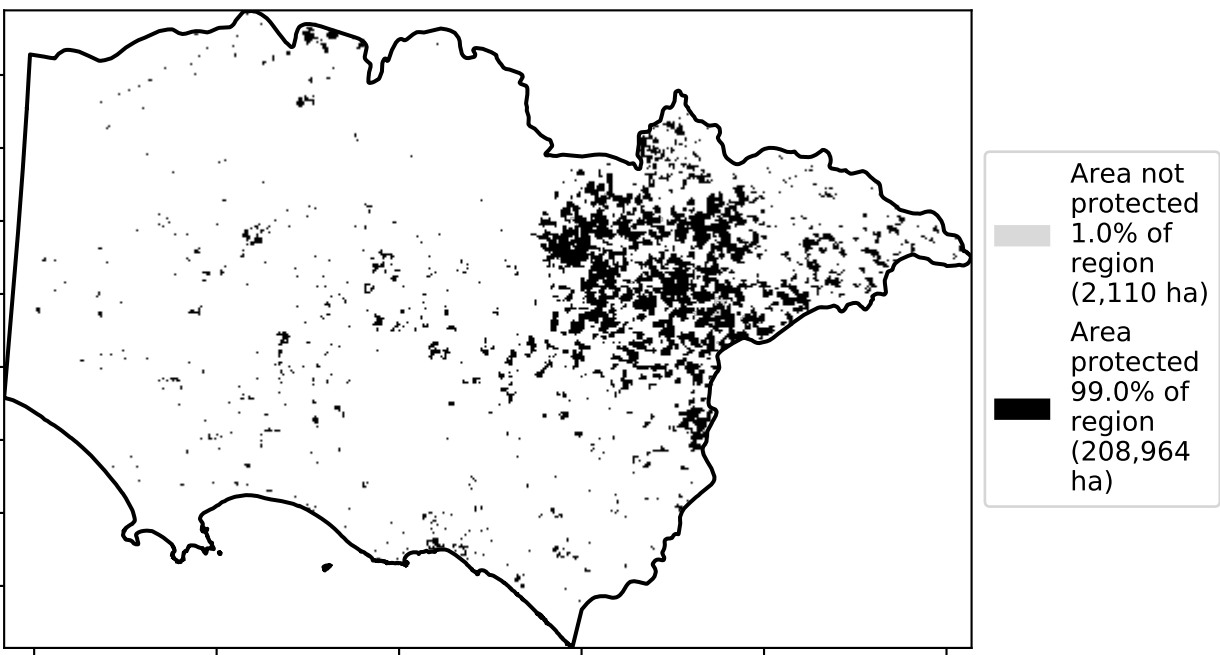 Area not
protected
1.0% of
region
(2,110 ha)
Area
protected
99.0% of
region
(208,964
ha)